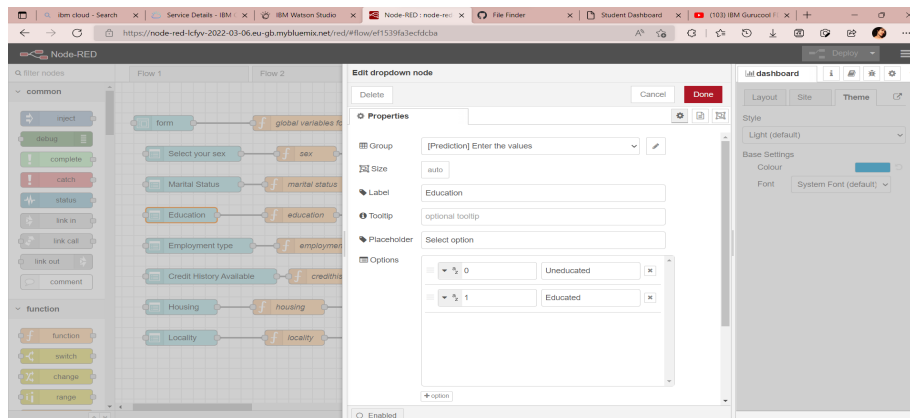 ibm cloud - Search
Service Details - IBM
IBM Watson Studio
Node-RED : node-red
File Finder
Student Dashboard
(103) IBM Gurucool
https://node-red-lcfyv-2022-03-06.eu-gb.mybluemix.net/red/#flow/ef1539fa3ecfdcba
Node-RED
Deploy
filter nodes
Flow 1
Flow 2
Edit dropdown node
dashboard
common
Delete
Cancel
Done
Layout
Site
Theme
inject
form
global variables fo
Properties
Style
debug
Group
[Prediction] Enter the values
Light (default)
complete
Select your sex
sex
Size
auto
Base Settings
catch
Marital Status
marital status
Colour
status
Label
Education
Font
System Font (default)
link in
Education
education
Tooltip
optional tooltip
link call
Employment type
employmen
Placeholder
Select option
link out
Options
comment
Credit History Available
credithis
0
Uneducated
function
Housing
housing
1
Educated
function
Locality
locality
switch
change
range
+ option
Enabled